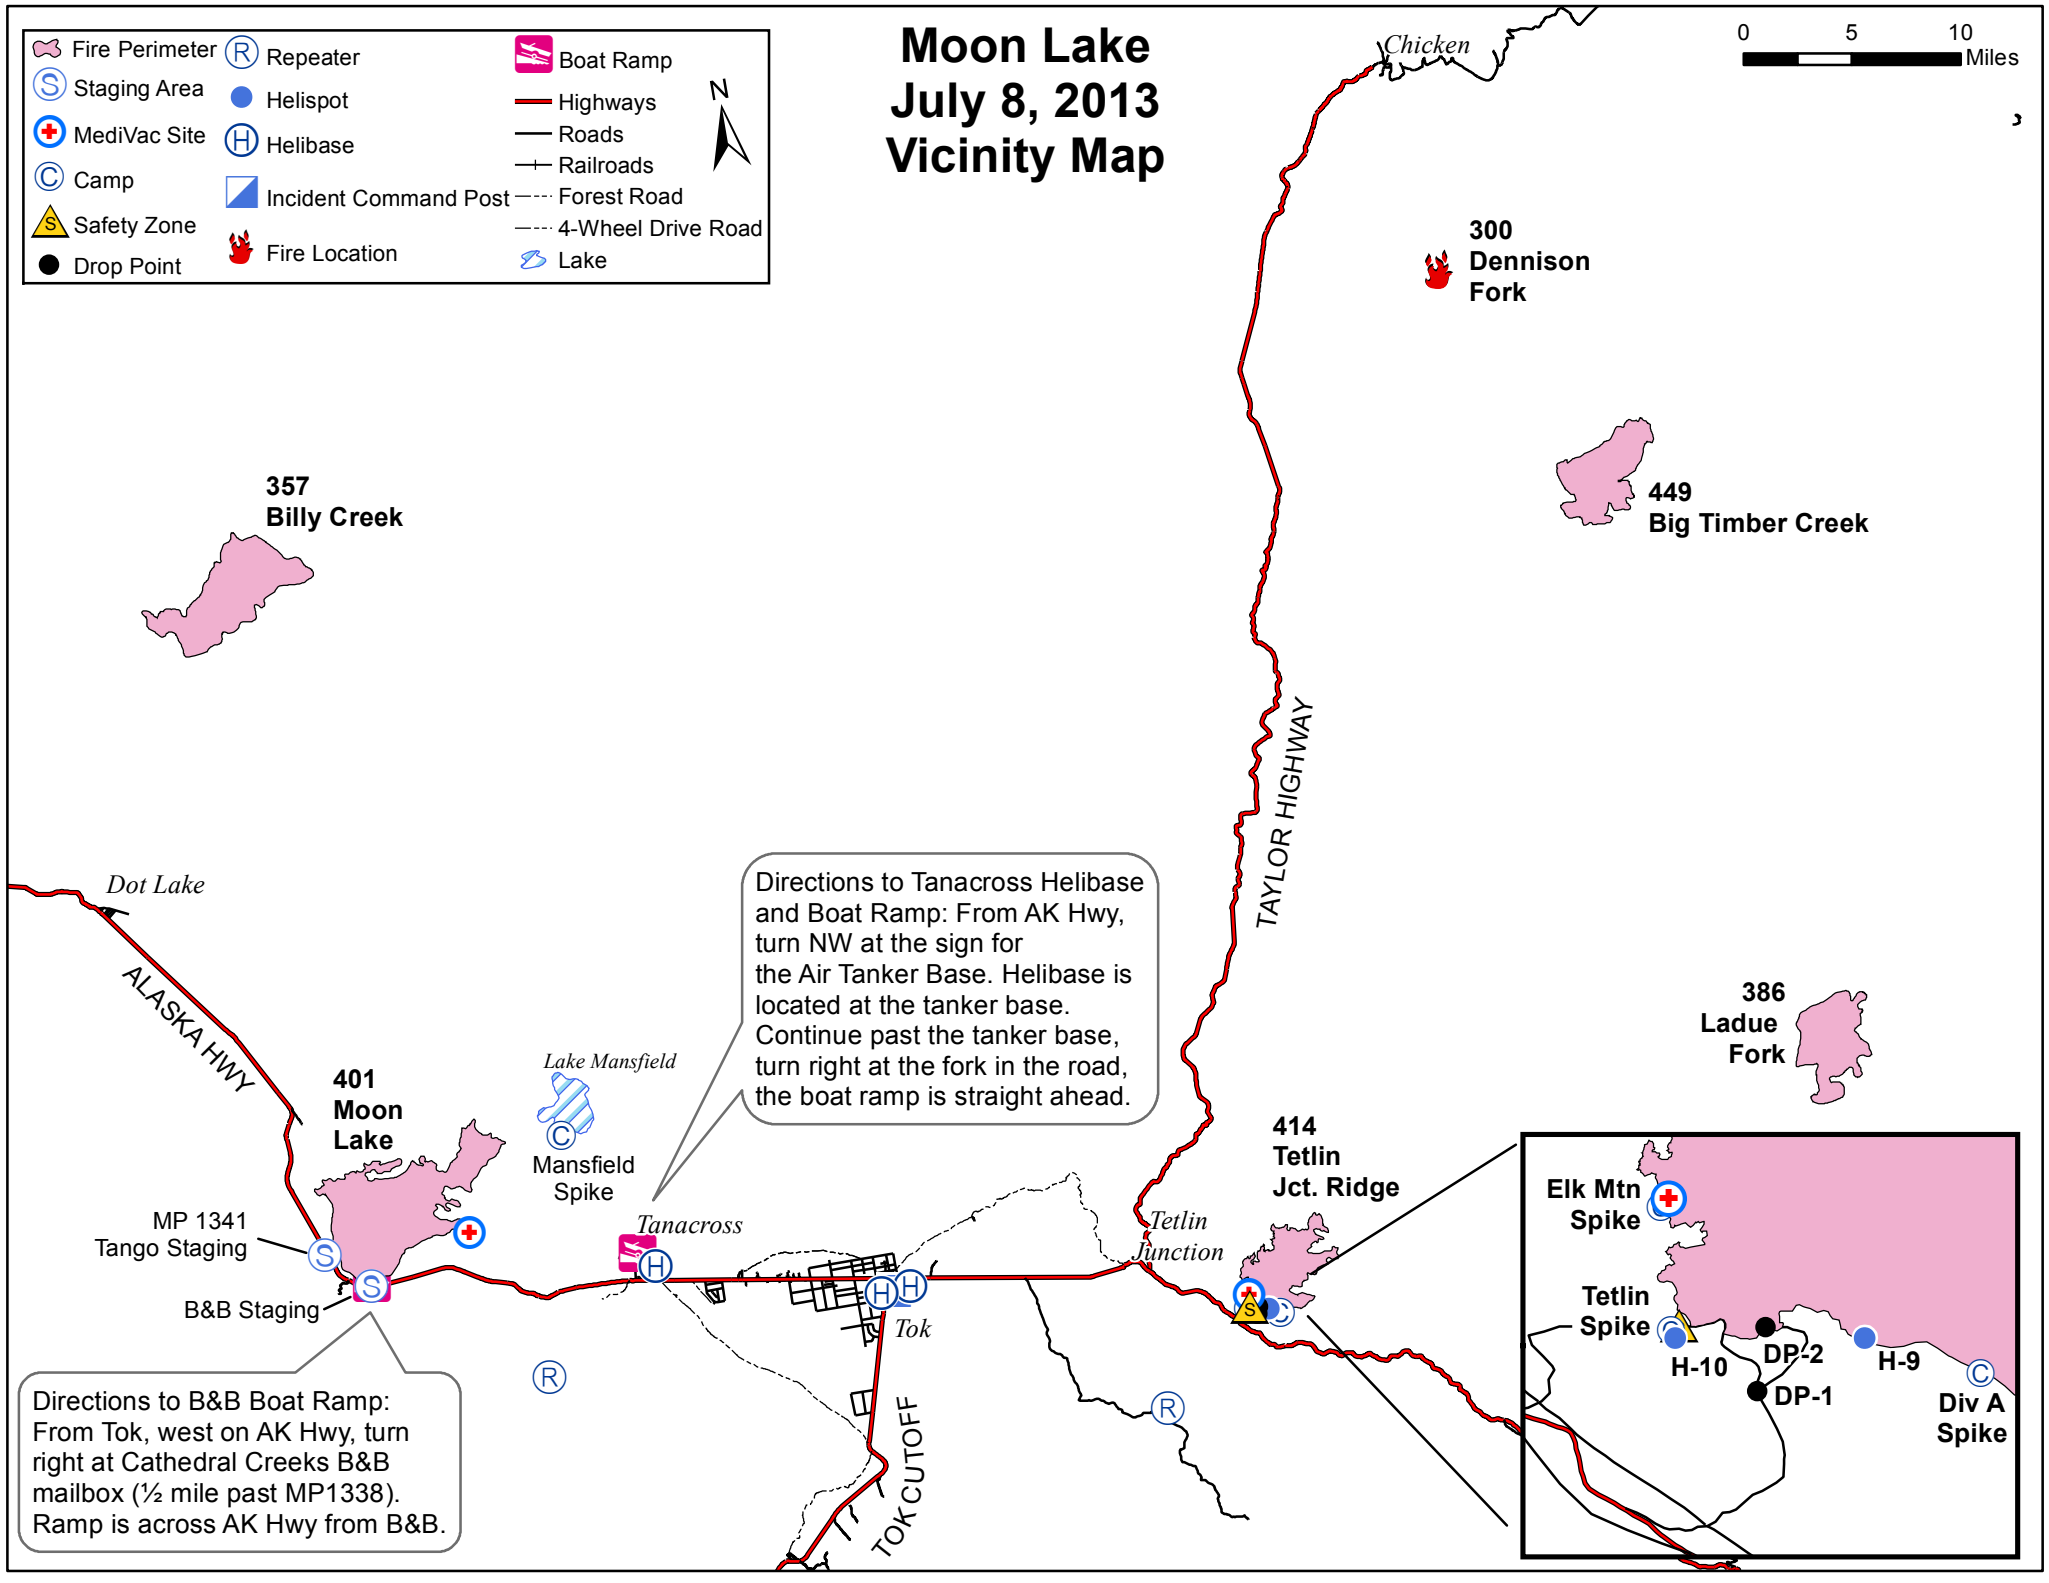 Moon Lake
July 8, 2013
Vicinity Map
0 5 10
Miles
Fire Perimeter
S Staging Area
MediVac Site
C Camp
S Safety Zone
Drop Point
R Repeater
Helispot
H Helibase
Incident Command Post
Fire Location
Boat Ramp
Highways
Roads
Railroads
Forest Road
4-Wheel Drive Road
Lake
N
Chicken
300
Dennison
Fork
357
Billy Creek
449
Big Timber Creek
TAYLOR HIGHWAY
Dot Lake
ALASKA HWY
Directions to Tanacross Helibase
and Boat Ramp: From AK Hwy,
turn NW at the sign for
the Air Tanker Base. Helibase is
located at the tanker base.
Continue past the tanker base,
turn right at the fork in the road,
the boat ramp is straight ahead.
386
Ladue
Fork
401
Moon
Lake
Lake Mansfield
C
Mansfield
Spike
414
Tetlin
Jct. Ridge
MP 1341
Tango Staging
S
B&B Staging
S
Tanacross
H
H
H
Tok
Tetlin
Junction
S
C
R
R
TOKCUTOFF
Directions to B&B Boat Ramp:
From Tok, west on AK Hwy, turn
right at Cathedral Creeks B&B
mailbox (½ mile past MP1338).
Ramp is across AK Hwy from B&B.
Elk Mtn
Spike
Tetlin
Spike
H-10
DP-2
DP-1
H-9
C
Div A
Spike